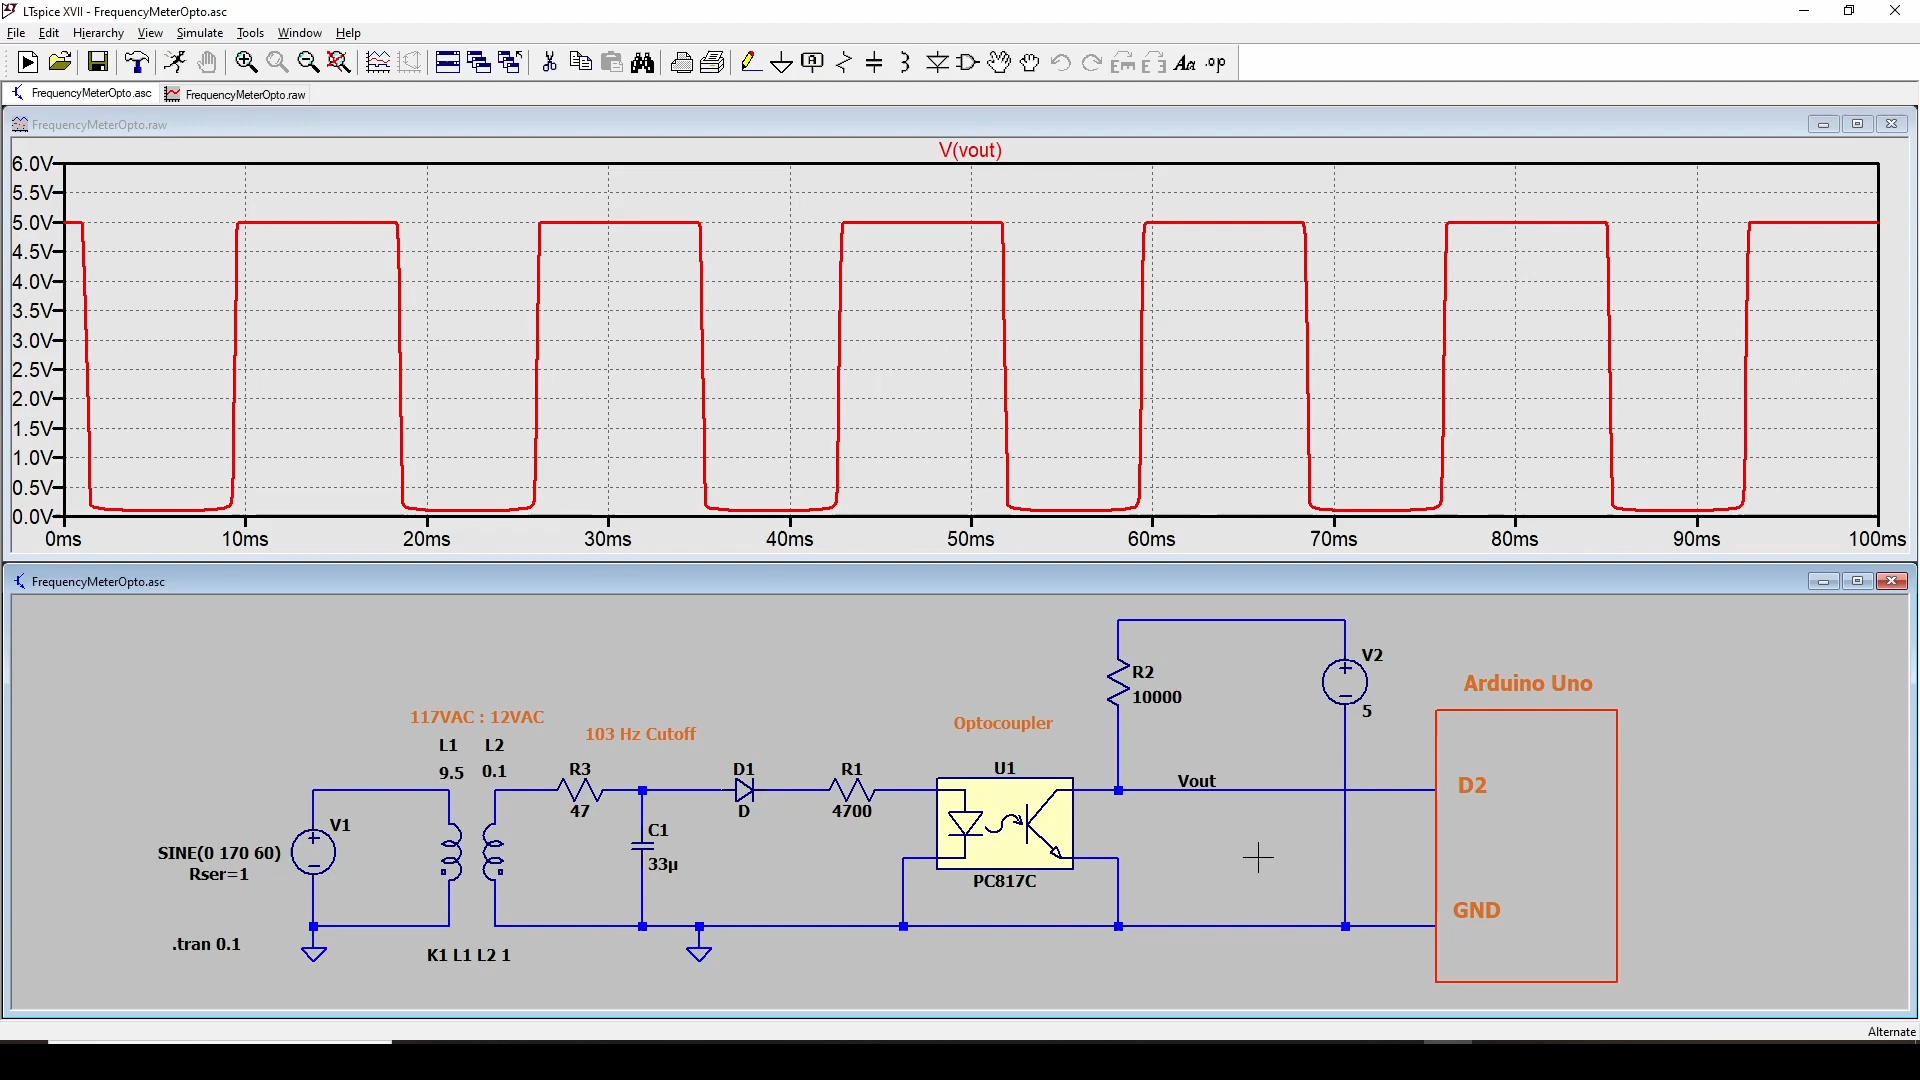 LTspice XVII - FrequencyMeterOpto.asc
File Edit Hierarchy View Simulate Tools Window Help
Aa .op
FrequencyMeterOpto.asc FrequencyMeterOpto.raw
FrequencyMeterOpto.raw
V(vout)
6.0V
5.5V
5.0V
4.5V
4.0V
3.5V
3.0V
2.5V
2.0V
1.5V
1.0V
0.5V
0.0V
0ms 10ms 20ms 30ms 40ms 50ms 60ms 70ms 80ms 90ms 100ms
FrequencyMeterOpto.asc
V2
5
R2
10000
Arduino Uno
117VAC : 12VAC
103 Hz Cutoff
Optocoupler
L1 L2
9.5 0.1
R3
47
D1
D
R1
4700
U1
PC817C
Vout
D2
GND
V1
SINE(0 170 60)
Rser=1
C1
33µ
.tran 0.1
K1 L1 L2 1
Alternate